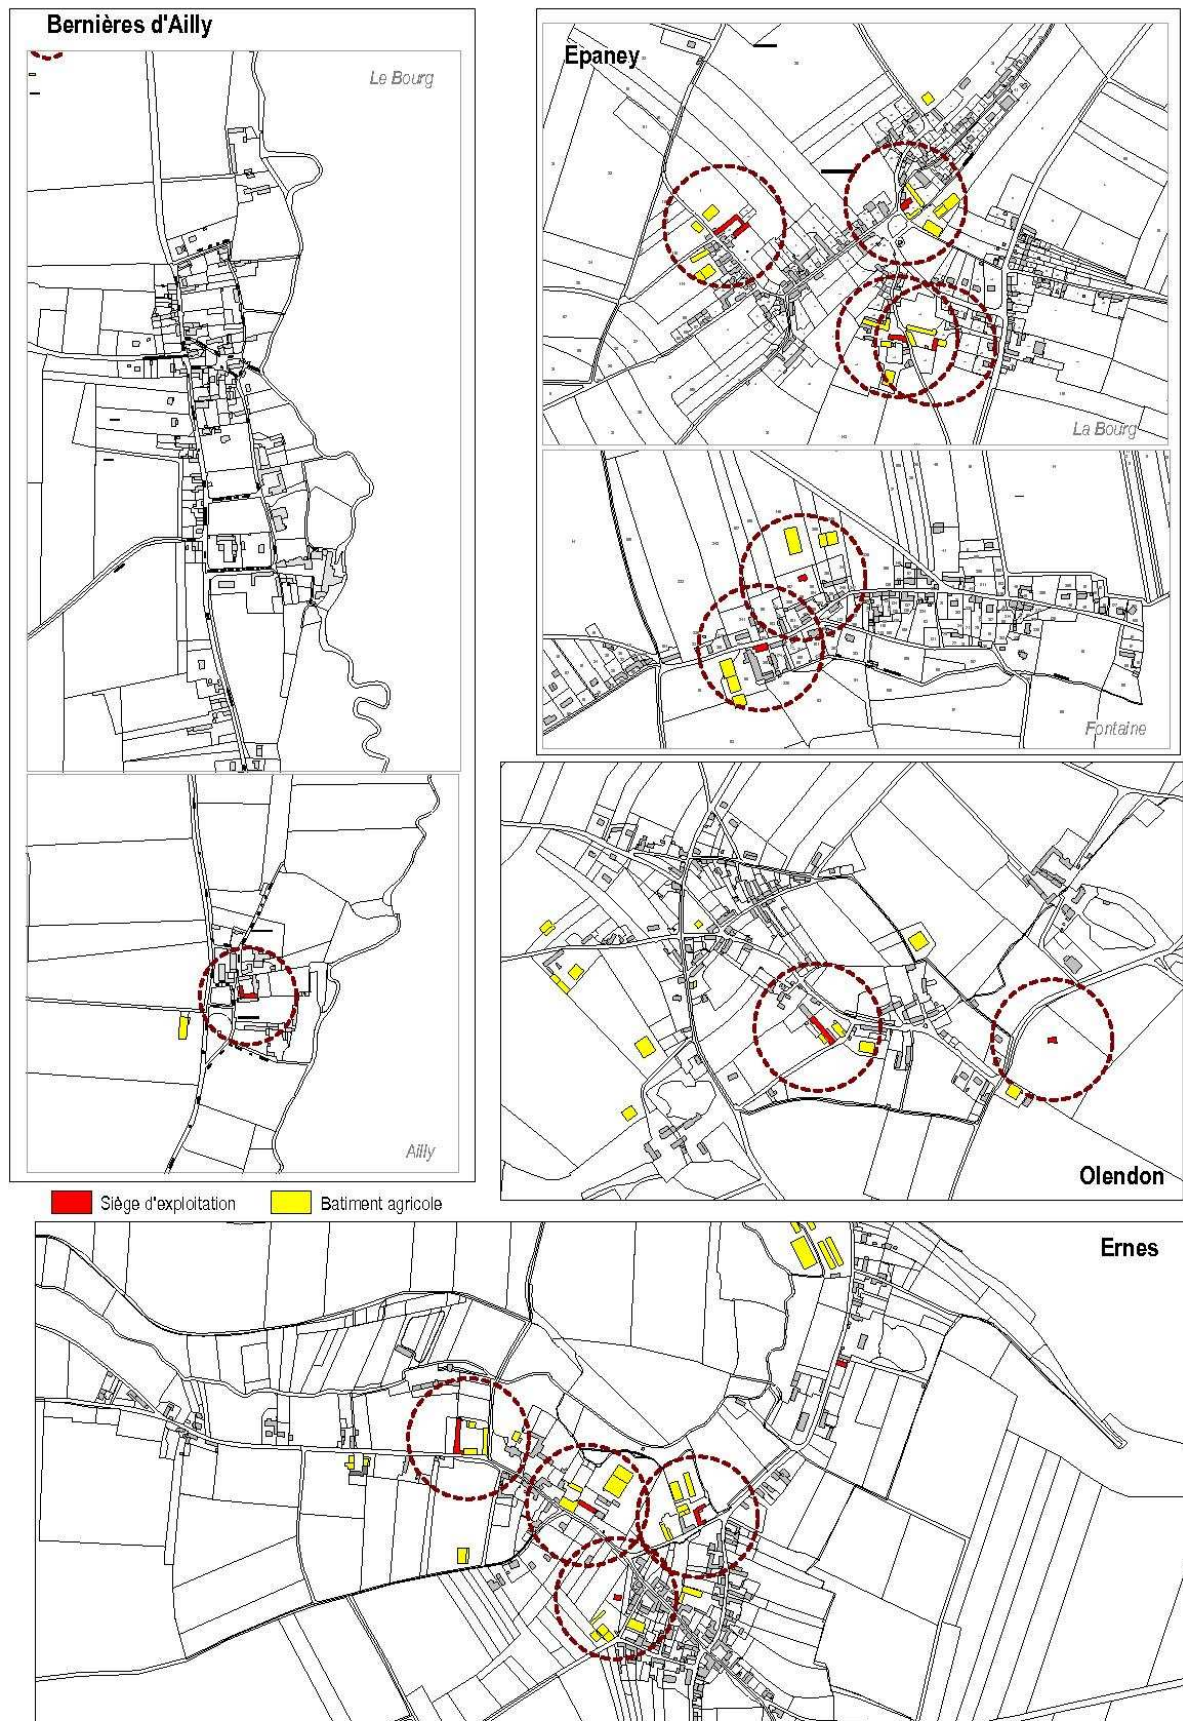 Bernières d'Ailly
Le Bourg
Epaney
La Bourg
Fontaine
Ailly
Olendon
Siège d'exploitation
Batiment agricole
Ernes